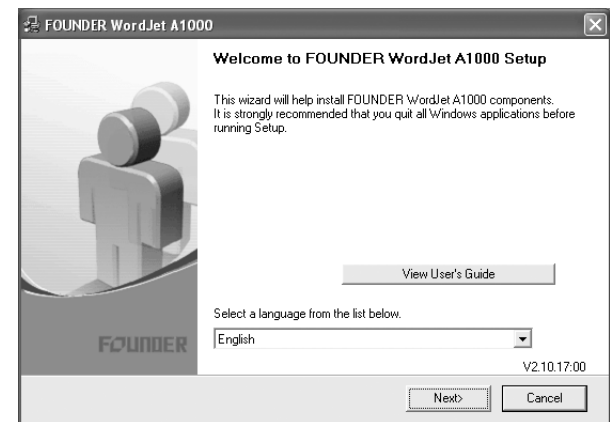 FOUNDER WordJet A1000
Welcome to FOUNDER WordJet A1000 Setup
This wizard will help install FOUNDER WordJet A1000 components.
It is strongly recommended that you quit all Windows applications before
running Setup.
View User's Guide
Select a language from the list below.
FOUNDER
English
V2.10.17:00
Next>
Cancel